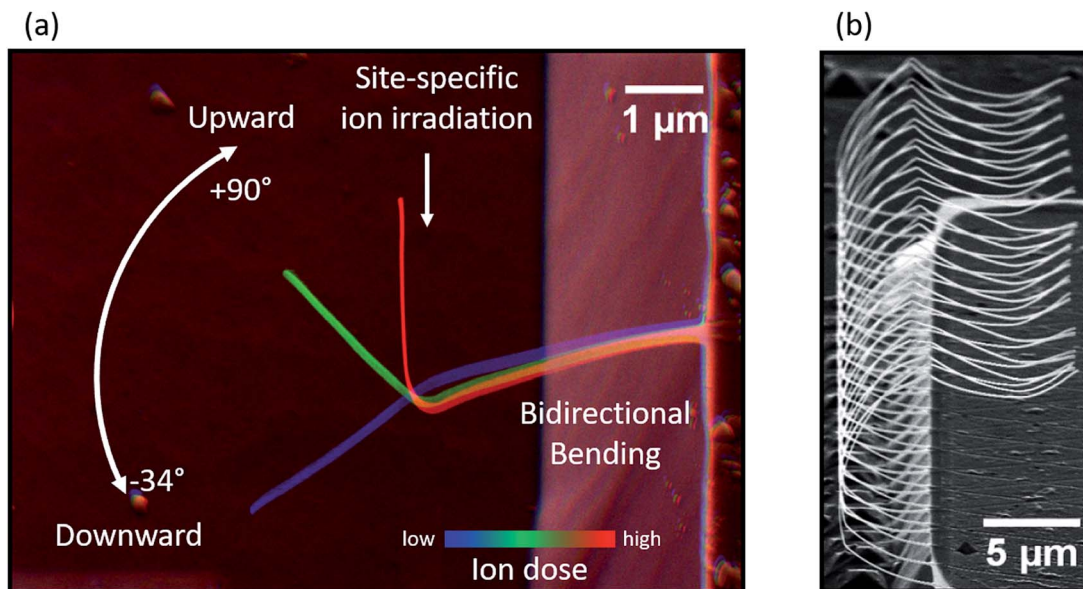 (a)
(b)
Site-specific
ion irradiation
1 μm
Upward
+90°
Bidirectional
Bending
-34°
Downward
low
high
Ion dose
5 μm